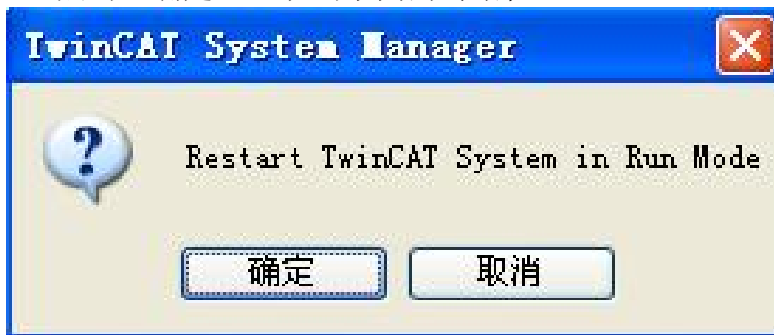 TwinCAT System Manager
Restart TwinCAT System in Run Mode
确定
取消